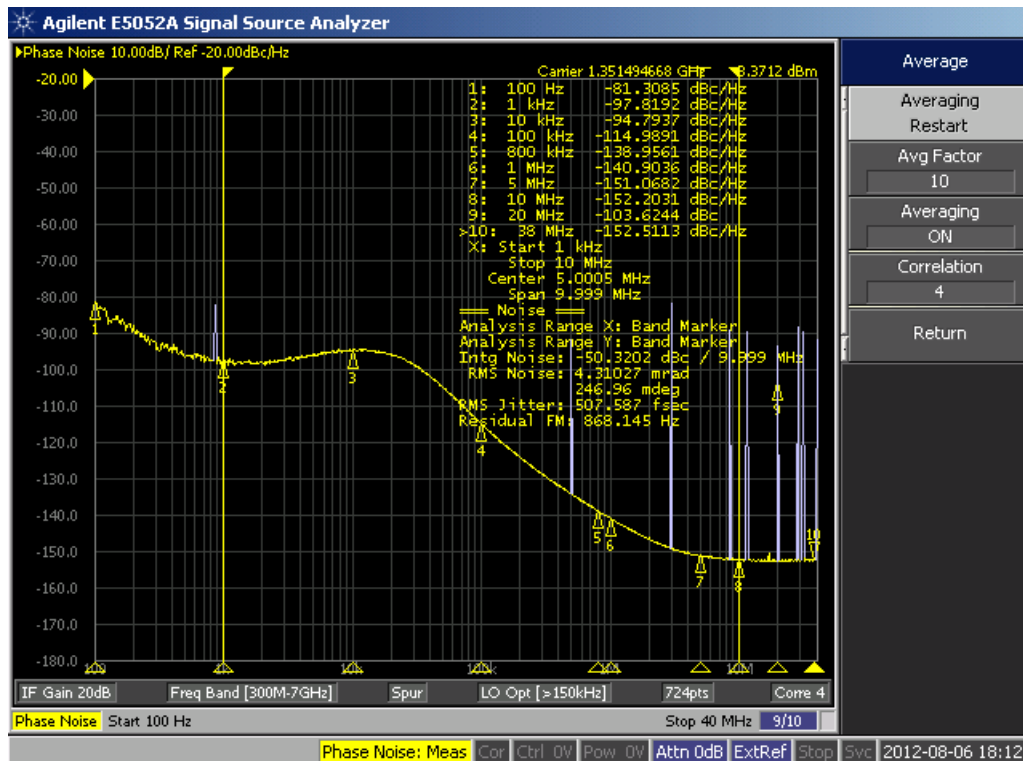 Agilent E5052A Signal Source Analyzer
Phase Noise 10.00dB/ Ref -20.00dBc/Hz
Carrier 1.351494668 GHz 8.3712 dBm
1: 100 Hz -81.3085 dBc/Hz
2: 1 kHz -97.8192 dBc/Hz
3: 10 kHz -94.7937 dBc/Hz
4: 100 kHz -114.9891 dBc/Hz
5: 800 kHz -138.9561 dBc/Hz
6: 1 MHz -140.9036 dBc/Hz
7: 5 MHz -151.0682 dBc/Hz
8: 10 MHz -152.2031 dBc/Hz
9: 20 MHz -103.6244 dBc
>10: 38 MHz -152.5113 dBc/Hz
X: Start 1 kHz
Stop 10 MHz
Center 5.0005 MHz
Span 9.999 MHz
=== Noise ===
Analysis Range X: Band Marker
Analysis Range Y: Band Marker
Intg Noise: -50.3202 dBc / 9.999 MHz
RMS Noise: 4.31027 mrad
246.96 mdeg
RMS Jitter: 507.587 fsec
Residual FM: 868.145 Hz
-20.00
-30.00
-40.00
-50.00
-60.00
-70.00
-80.00
-90.00
-100.0
-110.0
-120.0
-130.0
-140.0
-150.0
-160.0
-170.0
-180.0
1
2
3
4
5
6
7
8
9
10
IF Gain 20dB
Freq Band [300M-7GHz]
Spur
LO Opt [>150kHz]
724pts
Corre 4
Phase Noise Start 100 Hz
Stop 40 MHz
9/10
Average
Averaging
Restart
Avg Factor
10
Averaging
ON
Correlation
4
Return
Phase Noise: Meas
Cor
Ctrl 0V
Pow 0V
Attn 0dB
ExtRef
Stop
Svc
2012-08-06 18:12